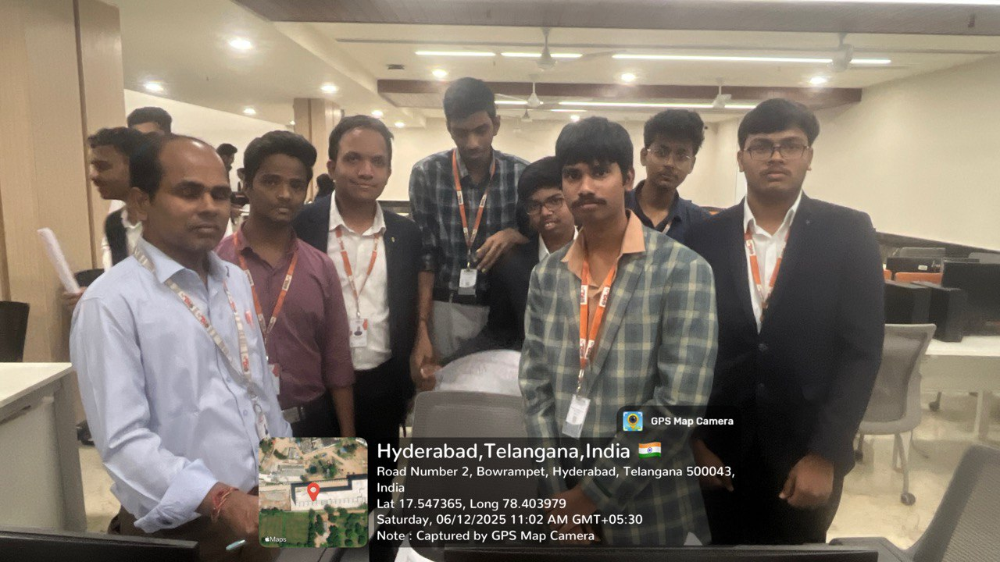 GPS Map Camera
Hyderabad,Telangana,India 🇮🇳
Road Number 2, Bowrampet, Hyderabad, Telangana 500043,
India
Lat 17.547365, Long 78.403979
Saturday, 06/12/2025 11:02 AM GMT+05:30
Note : Captured by GPS Map Camera
Maps